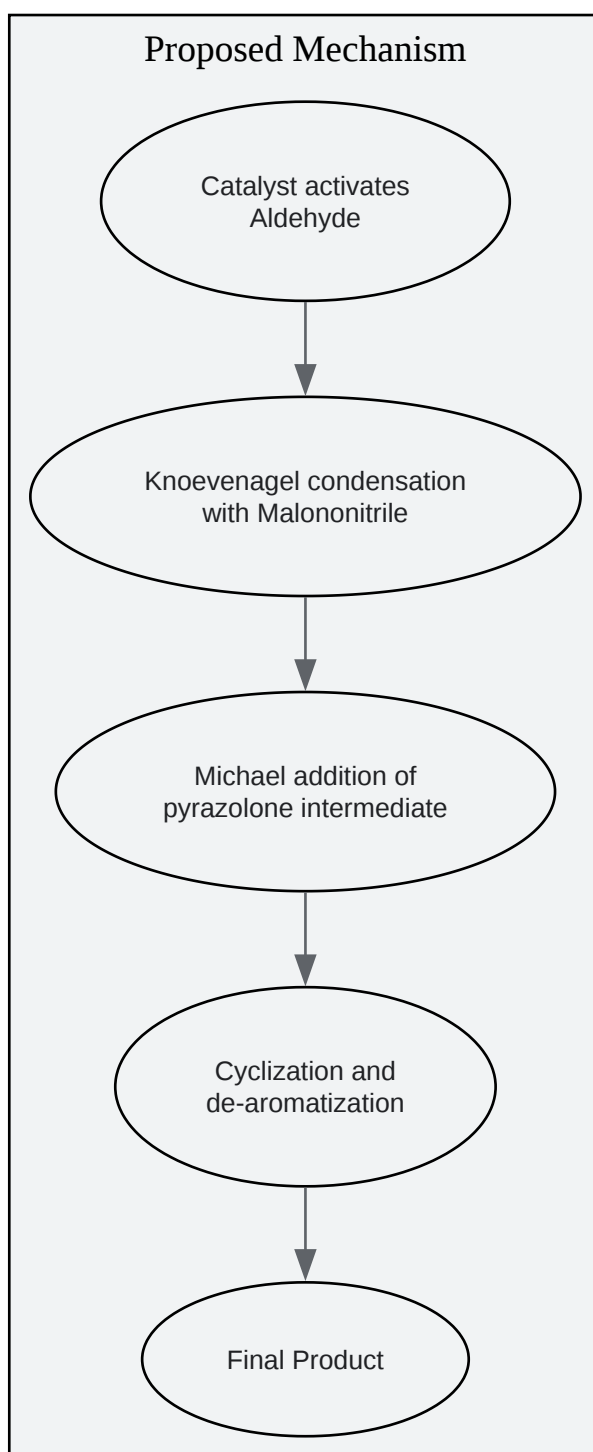 Proposed Mechanism
Catalyst activates
Aldehyde
Knoevenagel condensation
with Malononitrile
Michael addition of
pyrazolone intermediate
Cyclization and
de-aromatization
Final Product